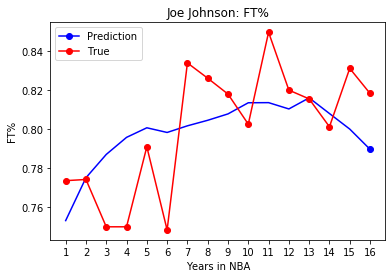 Joe Johnson: FT%
Prediction
True
0.84
0.82
0.80
0.78
0.76
FT%
1 2 3 4 5 6 7 8 9 10 11 12 13 14 15 16
Years in NBA